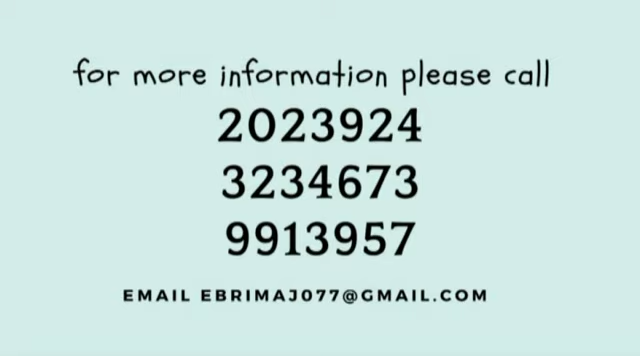 for more information please call
2023924
3234673
9913957
EMAIL EBRIMAJ077@GMAIL.COM